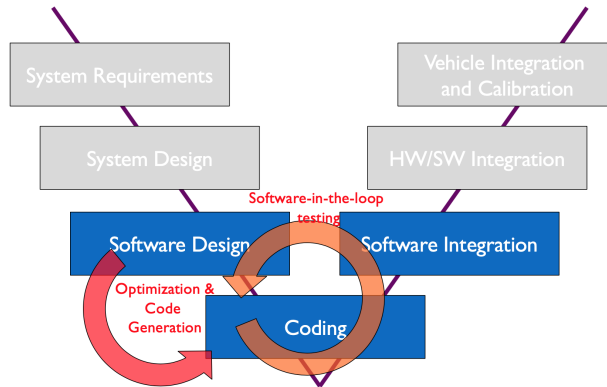 System Requirements
Vehicle Integration
and Calibration
System Design
HW/SW Integration
Software-in-the-loop
testing
Software Design
Software Integration
Optimization &
Code
Generation
Coding